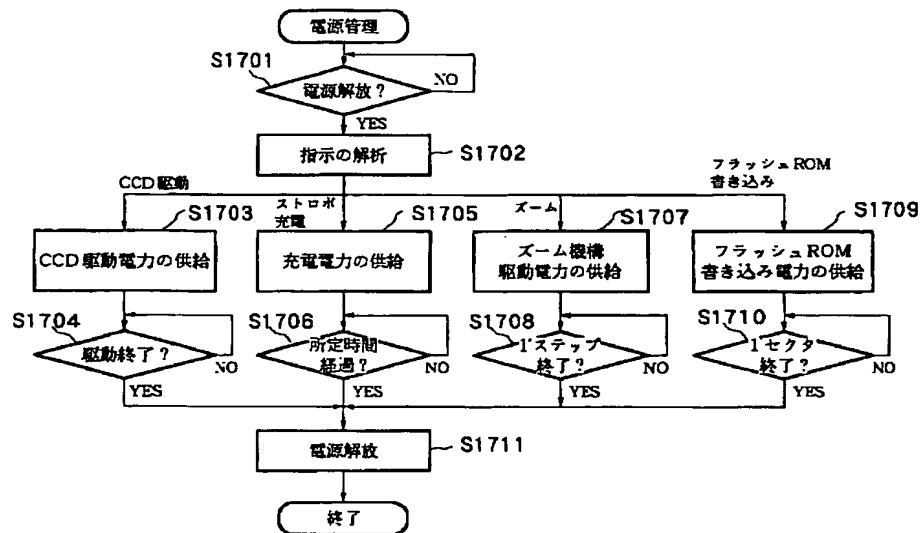 電源管理
S1701
電源解放？
NO
YES
指示の解析
S1702
CCD駆動
ストロボ
充電
ズーム
フラッシュROM
書き込み
S1703
S1705
S1707
S1709
CCD駆動電力の供給
充電電力の供給
ズーム機構
駆動電力の供給
フラッシュROM
書き込み電力の供給
S1704
駆動終了？
NO
YES
S1706
所定時間
経過？
NO
YES
S1708
1ステップ
終了？
NO
YES
S1710
1セクタ
終了？
NO
YES
電源解放
S1711
終了